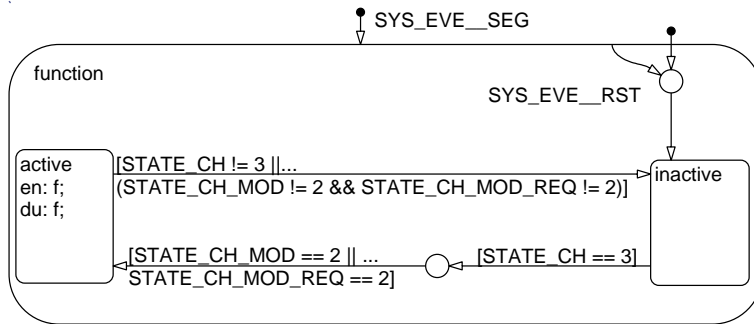 SYS_EVE__SEG
function
SYS_EVE__RST
active
en: f;
du: f;
[STATE_CH != 3 ||...
(STATE_CH_MOD != 2 && STATE_CH_MOD_REQ != 2)]
inactive
[STATE_CH_MOD == 2 || ...
STATE_CH_MOD_REQ == 2]
[STATE_CH == 3]